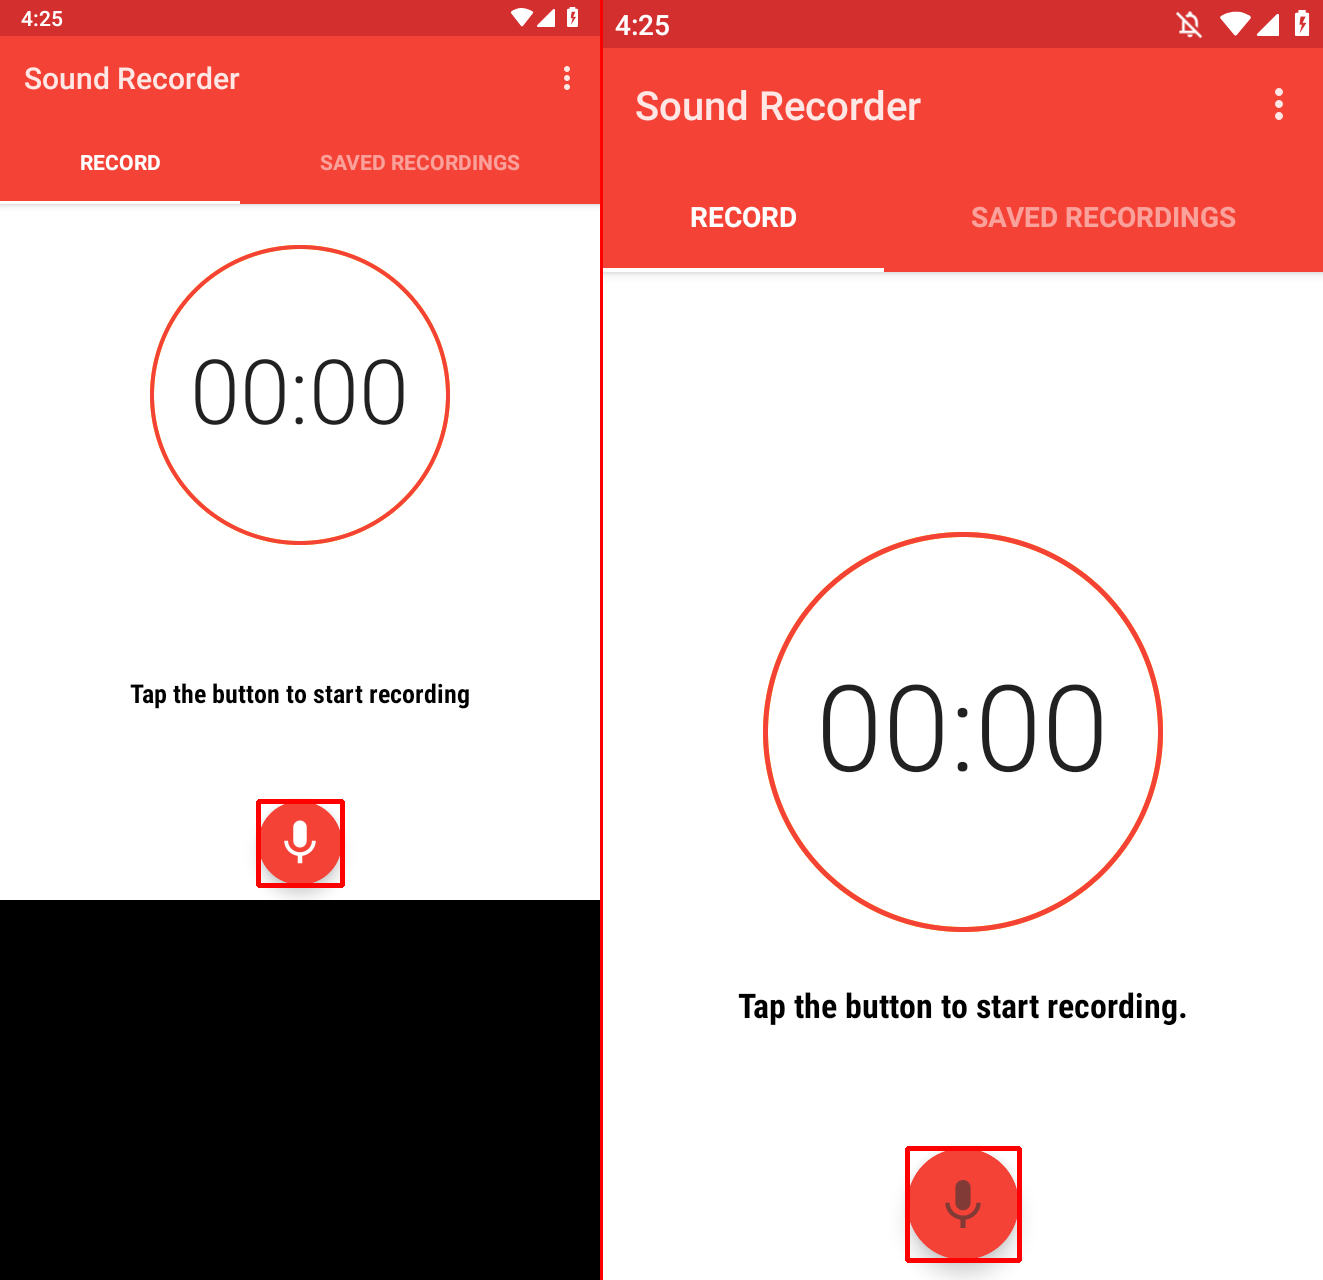 4:25
Sound Recorder
RECORD
SAVED RECORDINGS
00:00
Tap the button to start recording
4:25
Sound Recorder
RECORD
SAVED RECORDINGS
00:00
Tap the button to start recording.